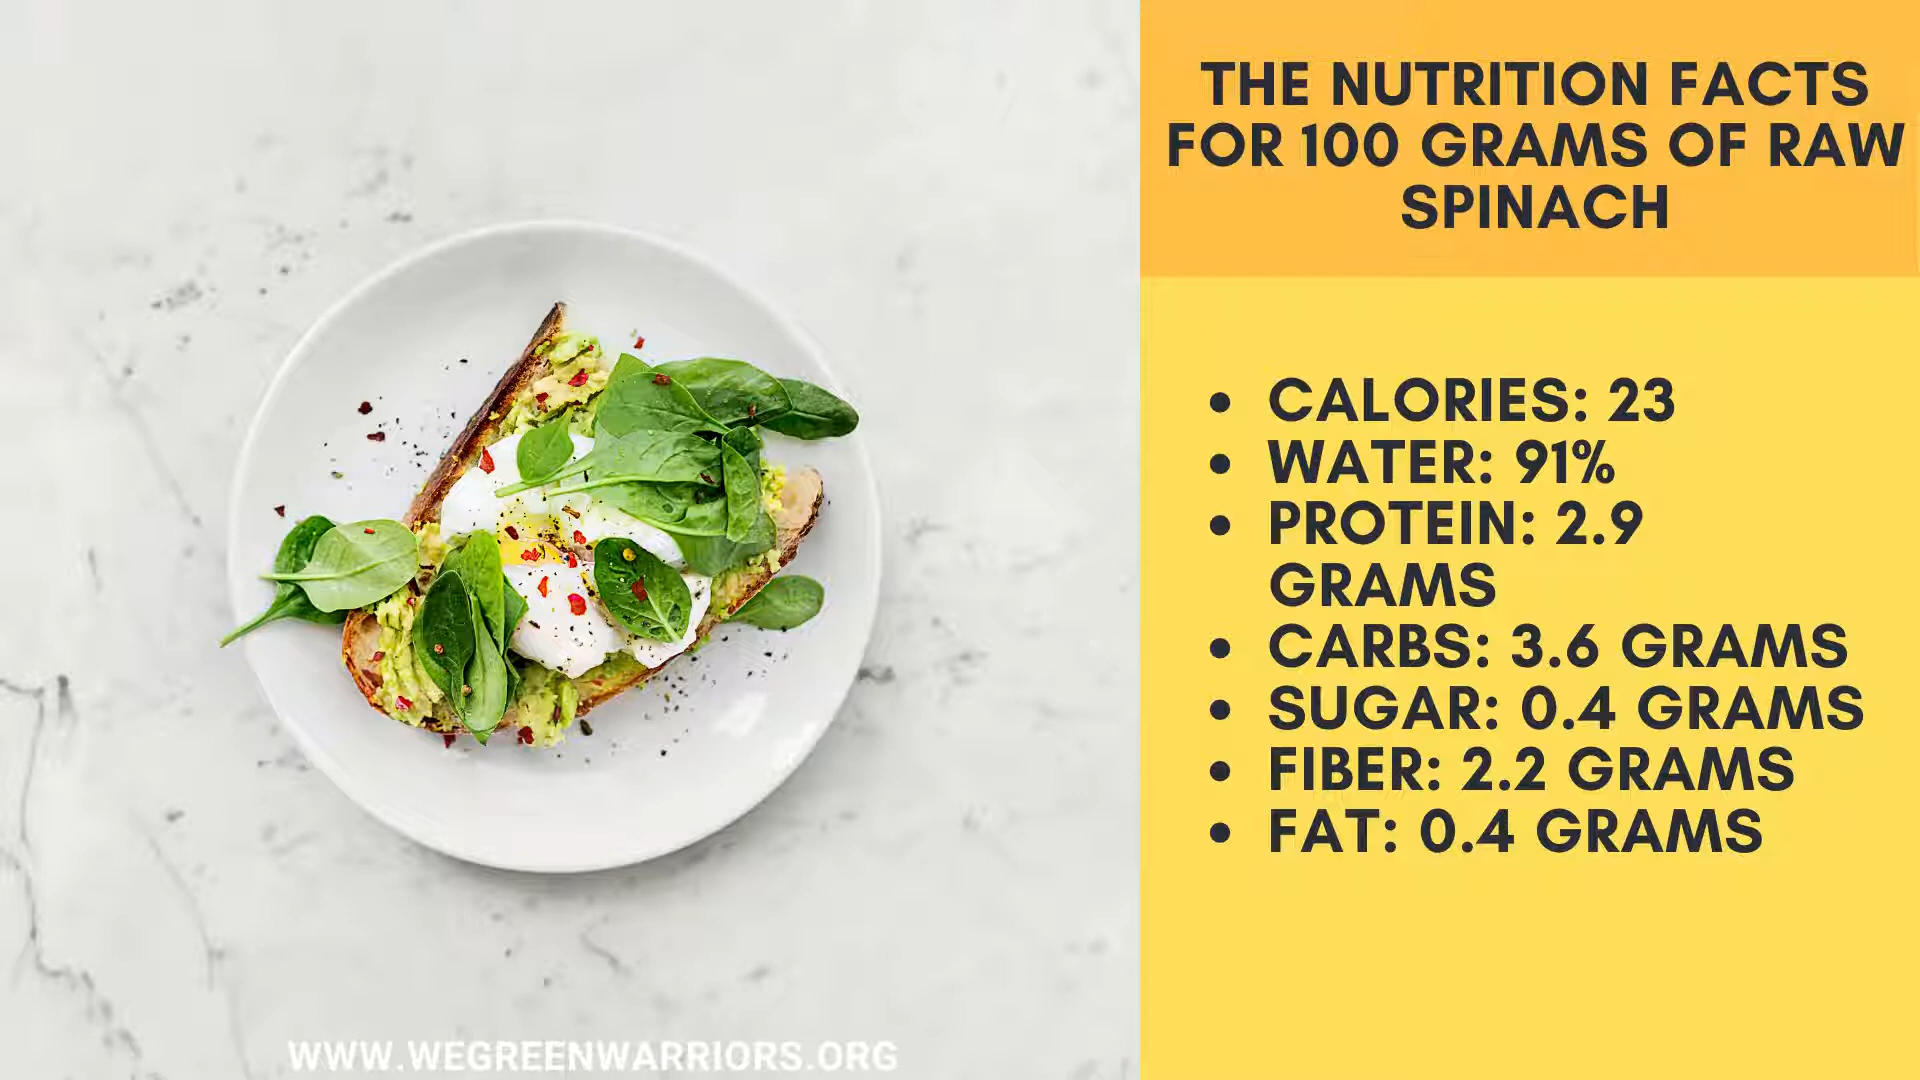 THE NUTRITION FACTS
FOR 100 GRAMS OF RAW
SPINACH
• CALORIES: 23
• WATER: 91%
• PROTEIN: 2.9
GRAMS
• CARBS: 3.6 GRAMS
• SUGAR: 0.4 GRAMS
• FIBER: 2.2 GRAMS
• FAT: 0.4 GRAMS
WWW.WEGREENWARRIORS.ORG